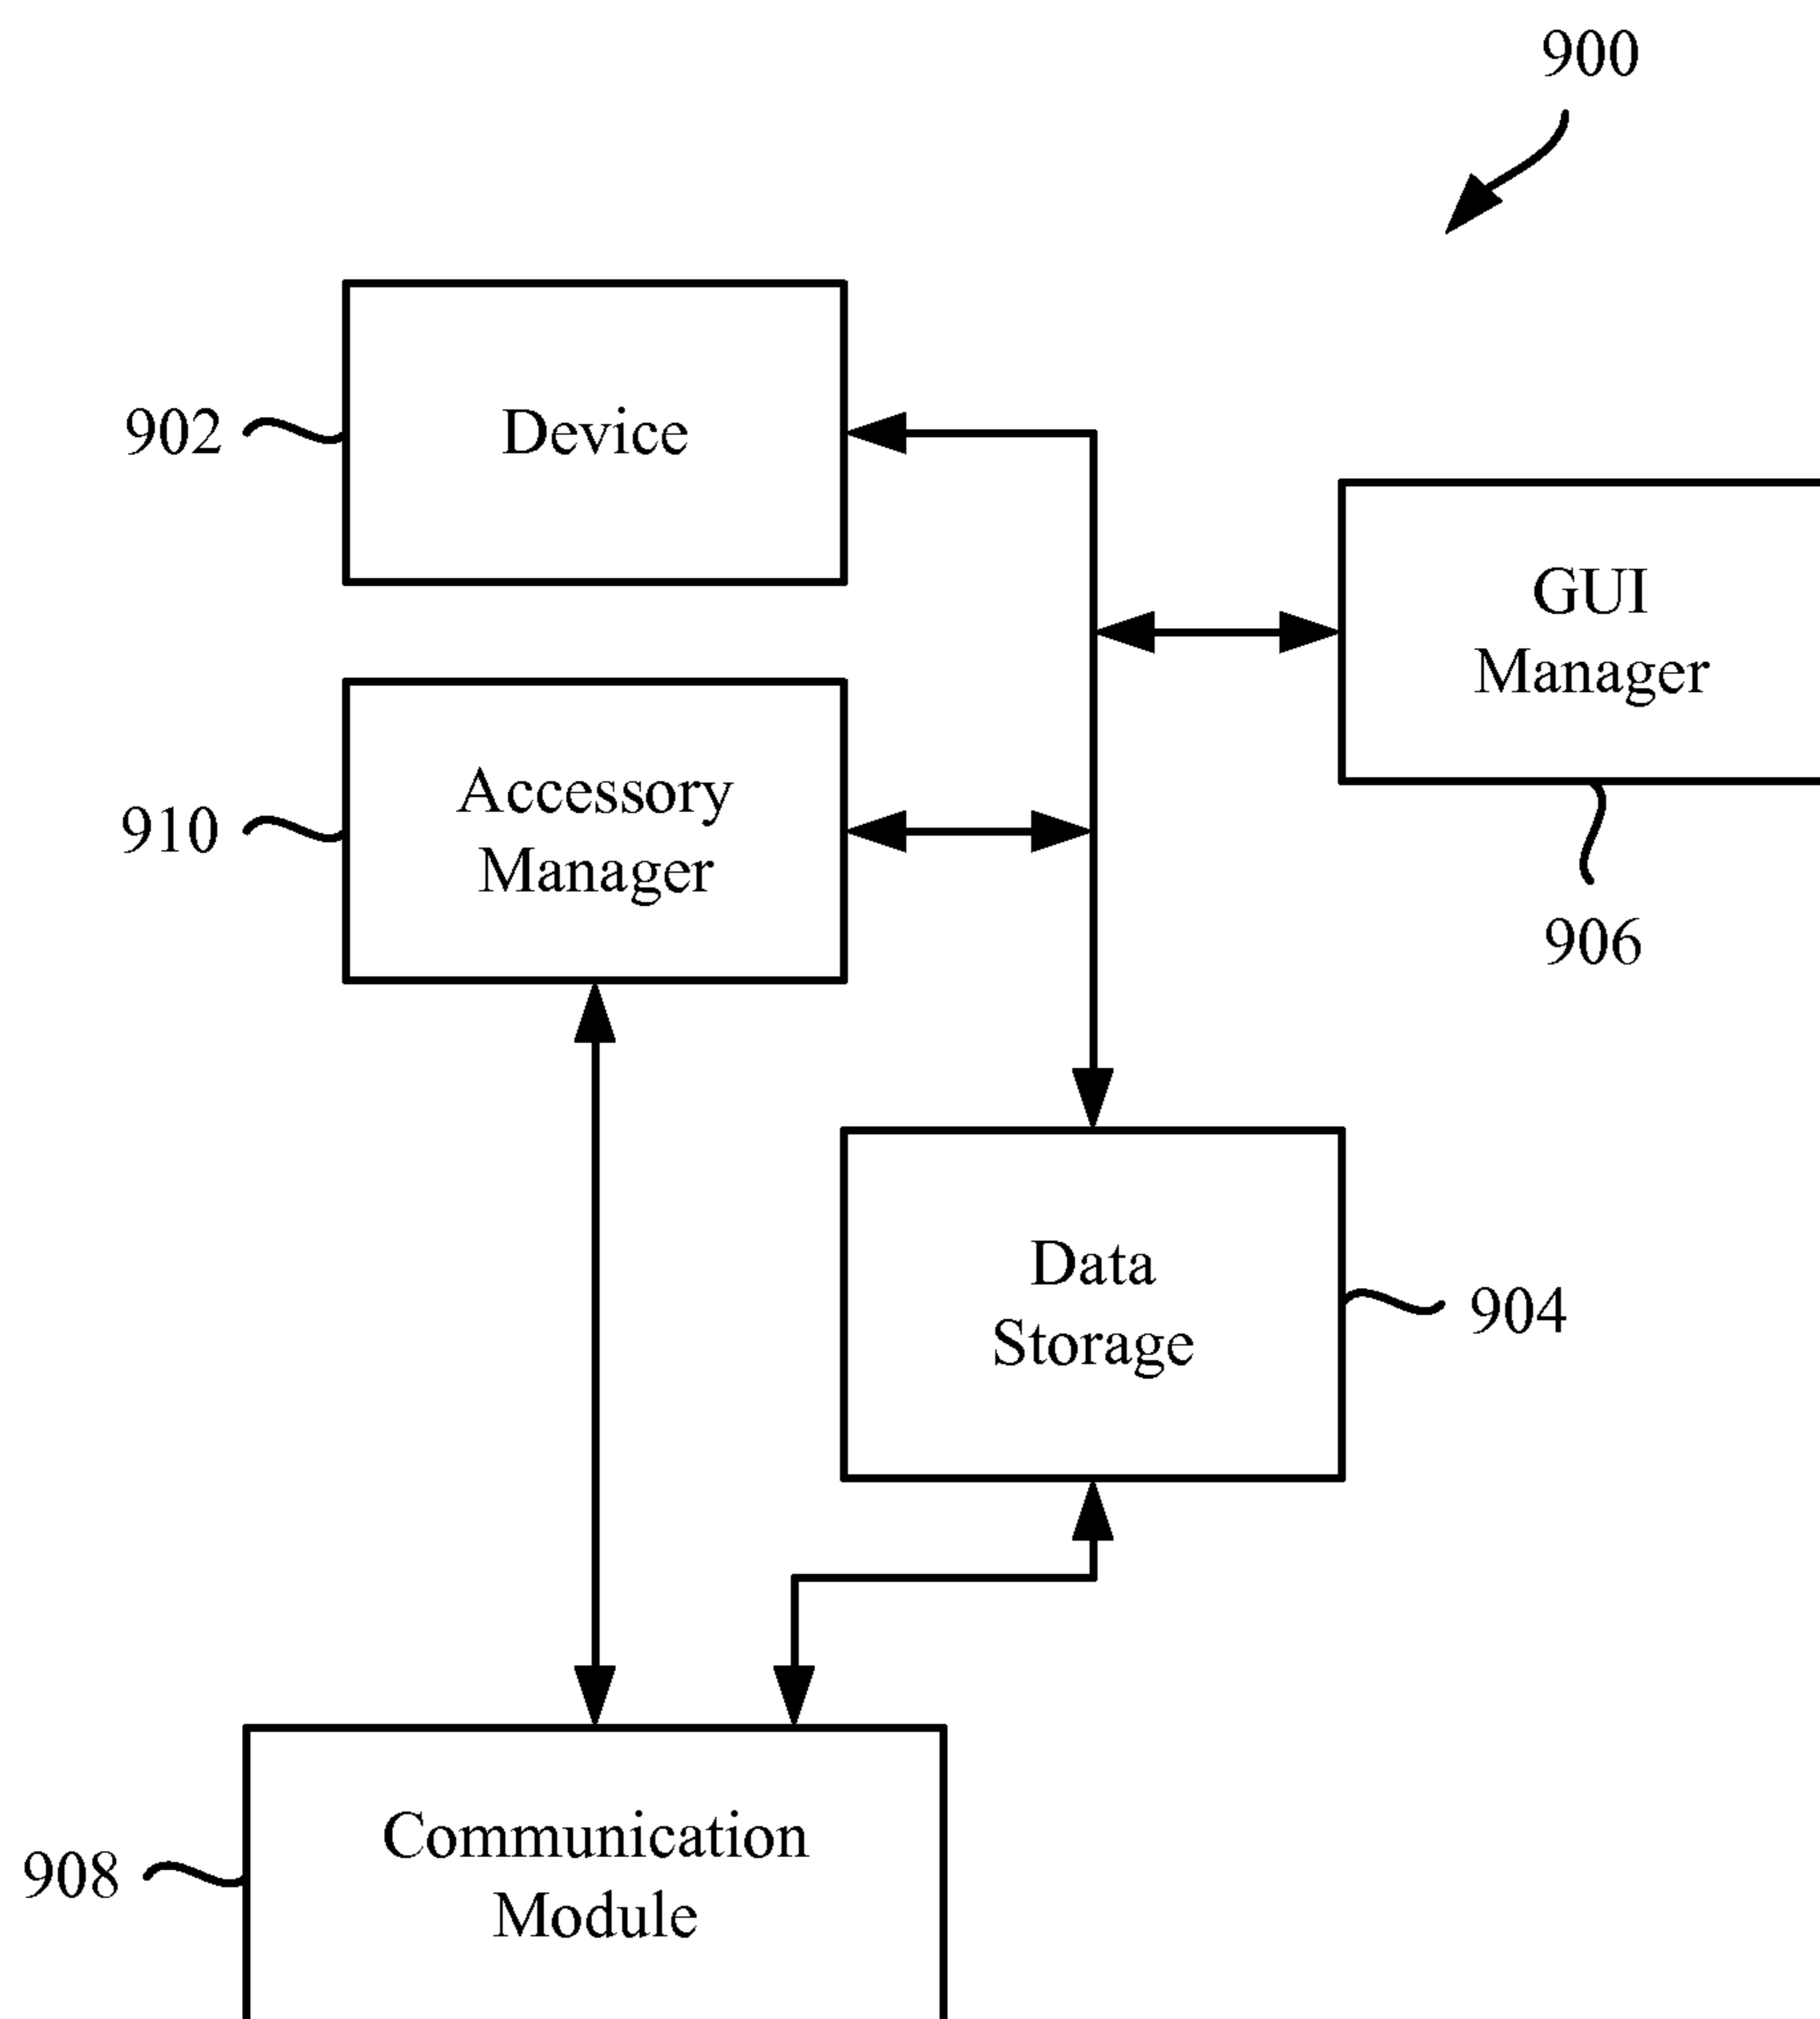 900
902
Device
GUI
Manager
910
Accessory
Manager
906
Data
Storage
904
908
Communication
Module